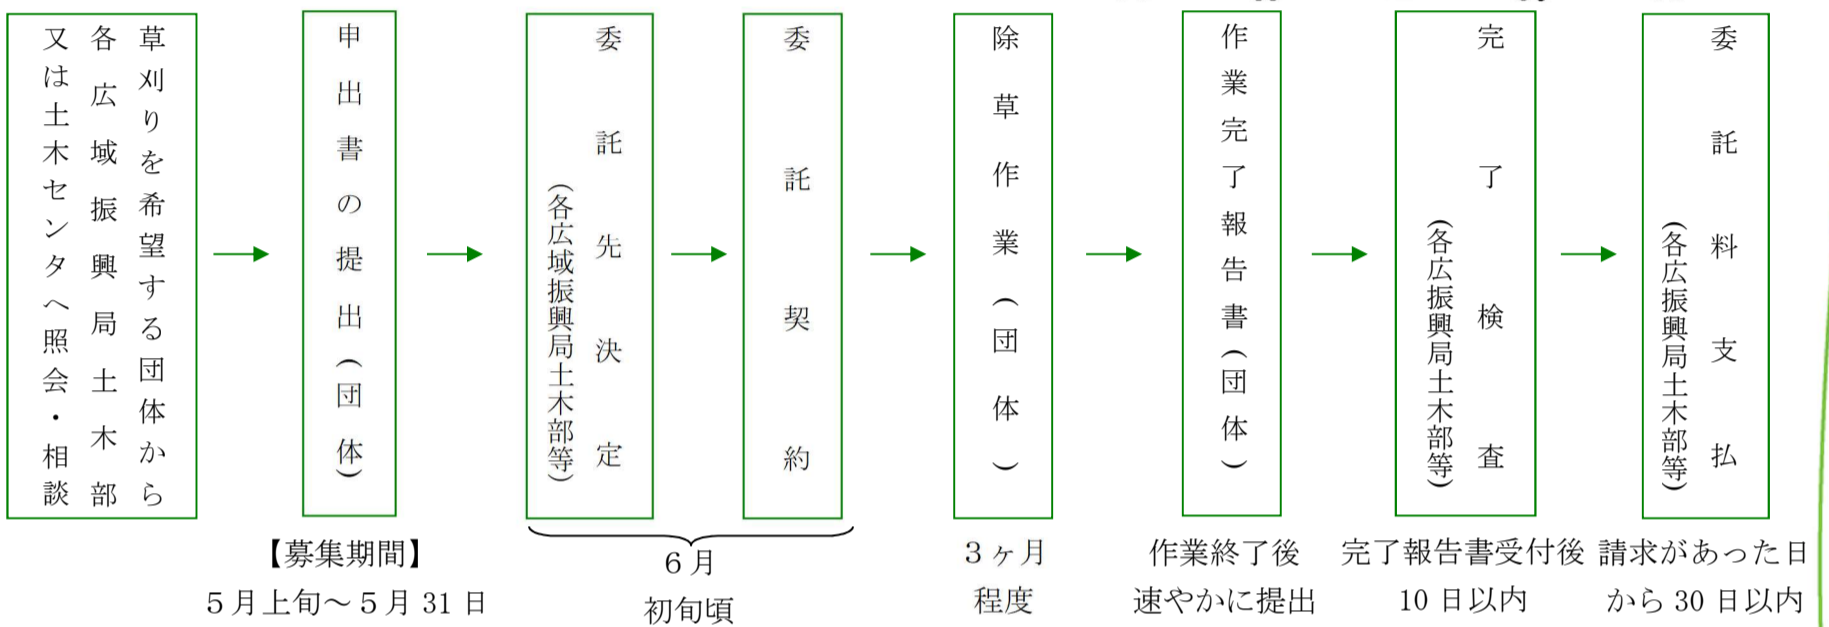 草刈りを希望する団体から
各広域振興局土木部
又は土木センタへ照会・相談
申出書の提出（団体）
【募集期間】
５月上旬～５月 31 日
委託先決定
（各広域振興局土木部等）
委託契約
６月
初旬頃
除草作業（団体）
３ヶ月
程度
作業完了報告書（団体）
作業終了後
速やかに提出
完了検査
（各広振興局土木部等）
完了報告書受付後
10 日以内
委託料支払
（各広振興局土木部等）
請求があった日
から 30 日以内